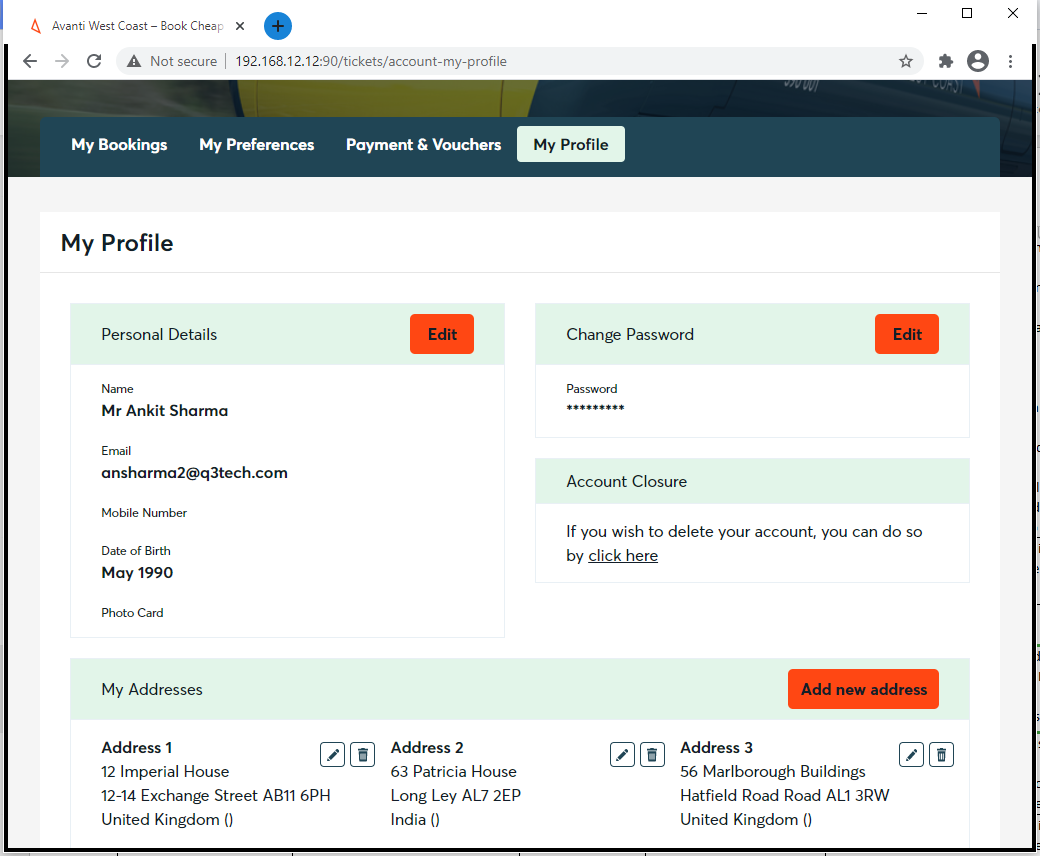 Avanti West Coast – Book Cheap
Not secure
192.168.12.12:90/tickets/account-my-profile
My Bookings
My Preferences
Payment & Vouchers
My Profile
My Profile
Personal Details
Edit
Name
Mr Ankit Sharma
Email
ansharma2@q3tech.com
Mobile Number
Date of Birth
May 1990
Photo Card
Change Password
Edit
Password
*********
Account Closure
If you wish to delete your account, you can do so
by click here
My Addresses
Add new address
Address 1
12 Imperial House
12-14 Exchange Street AB11 6PH
United Kingdom ()
Address 2
63 Patricia House
Long Ley AL7 2EP
India ()
Address 3
56 Marlborough Buildings
Hatfield Road Road AL1 3RW
United Kingdom ()